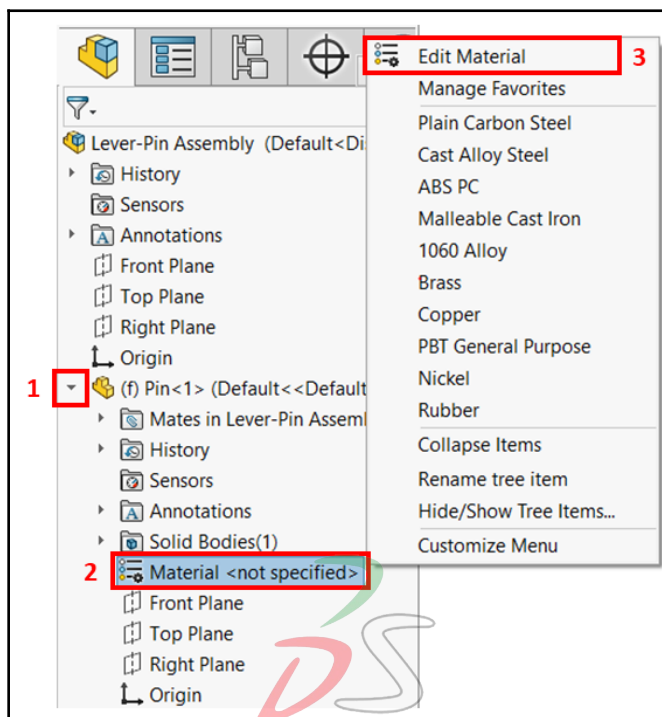 Lever-Pin Assembly (Default<Di
History
Sensors
Annotations
Front Plane
Top Plane
Right Plane
Origin
1
(f) Pin<1> (Default<<Default
Mates in Lever-Pin Assem
History
Sensors
Annotations
Solid Bodies(1)
2
Material <not specified>
Front Plane
Top Plane
Right Plane
Origin
Edit Material
3
Manage Favorites
Plain Carbon Steel
Cast Alloy Steel
ABS PC
Malleable Cast Iron
1060 Alloy
Brass
Copper
PBT General Purpose
Nickel
Rubber
Collapse Items
Rename tree item
Hide/Show Tree Items...
Customize Menu